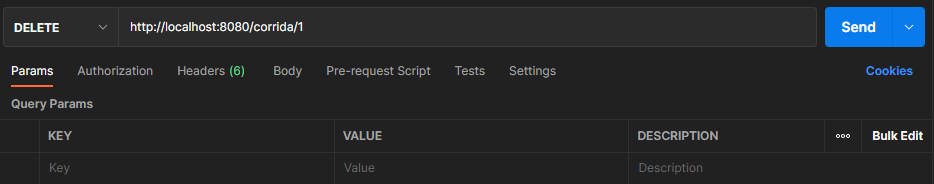 DELETE http://localhost:8080/corrida/1 Send
Params Authorization Headers (6) Body Pre-request Script Tests Settings Cookies
Query Params
KEY VALUE DESCRIPTION ooo Bulk Edit
Key Value Description